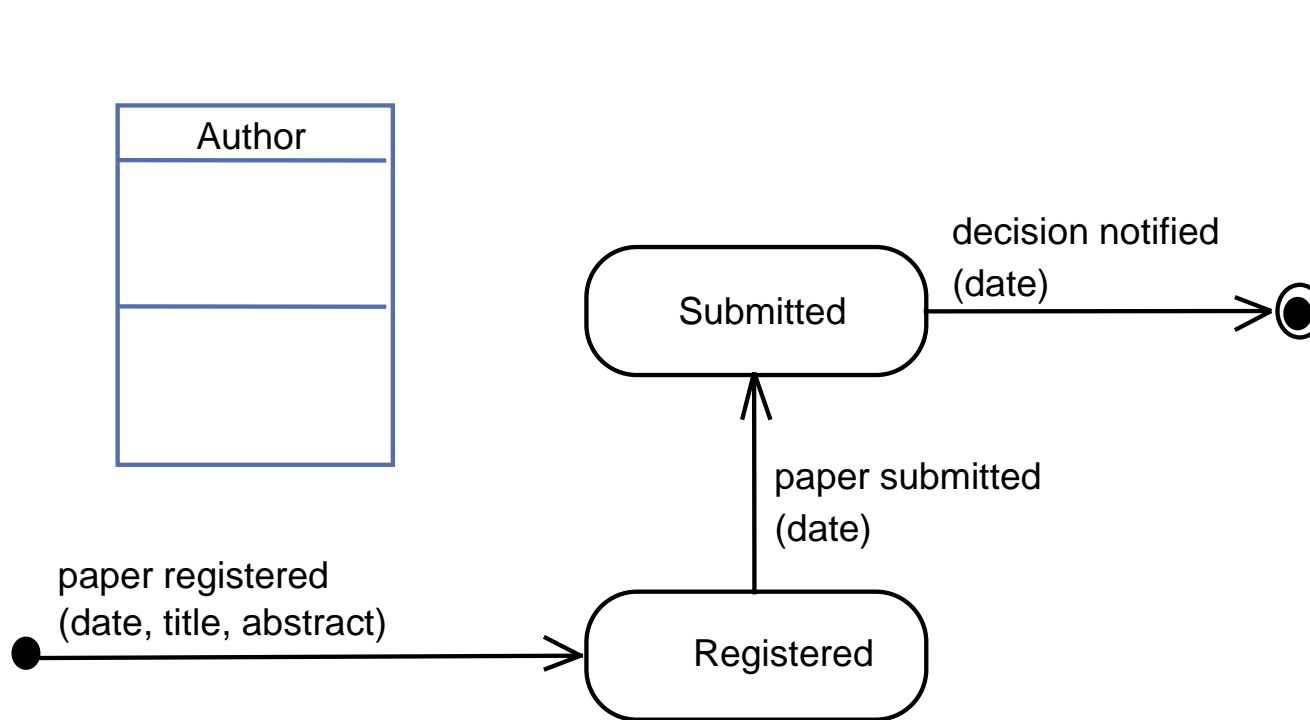 Author
decision notified
(date)
Submitted
paper submitted
(date)
paper registered
(date, title, abstract)
Registered